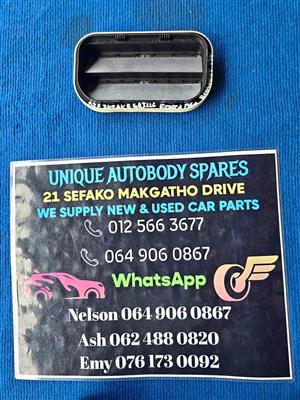 UNIQUE AUTOBODY SPARES
21 SEFAKO MAKGATHO DRIVE
WE SUPPLY NEW & USED CAR PARTS
012 566 3677
064 906 0867
WhatsApp
Nelson 064 906 0867
Ash 062 488 0820
Emy 076 173 0092